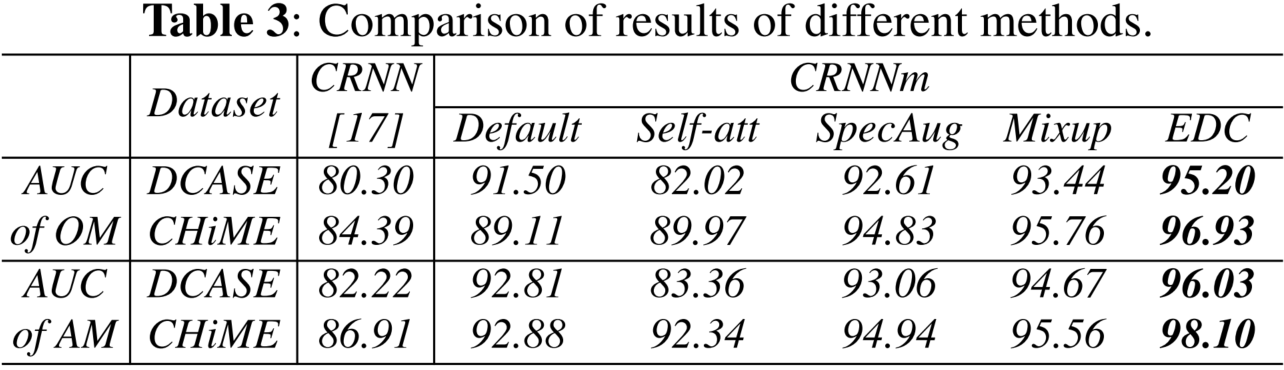 Table 3: Comparison of results of different methods.
Dataset CRNN [17] CRNNm
Default Self-att SpecAug Mixup EDC
AUC DCASE 80.30 91.50 82.02 92.61 93.44 95.20
of OM CHiME 84.39 89.11 89.97 94.83 95.76 96.93
AUC DCASE 82.22 92.81 83.36 93.06 94.67 96.03
of AM CHiME 86.91 92.88 92.34 94.94 95.56 98.10